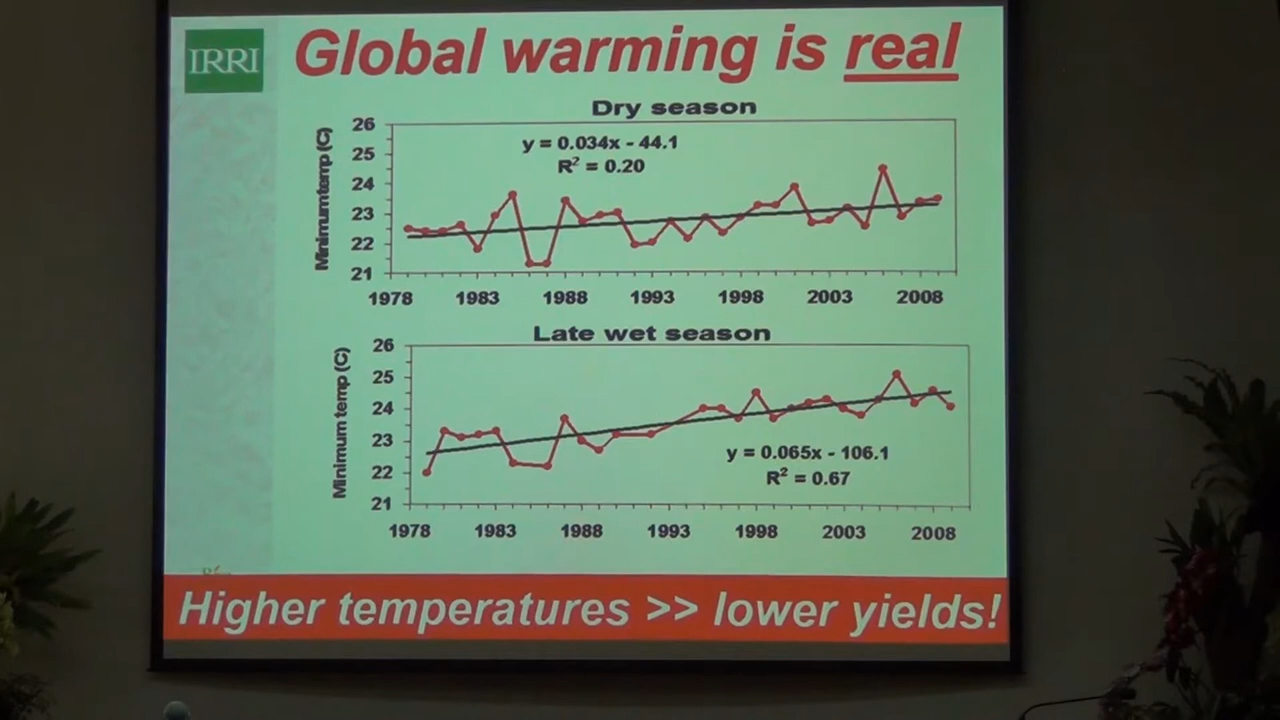 IRRI
Global warming is real
Dry season
Minimum temp (C)
26
25
24
23
22
21
y = 0.034x - 44.1
R² = 0.20
1978 1983 1988 1993 1998 2003 2008
Late wet season
Minimum temp (C)
26
25
24
23
22
21
y = 0.065x - 106.1
R² = 0.67
1978 1983 1988 1993 1998 2003 2008
Higher temperatures >> lower yields!